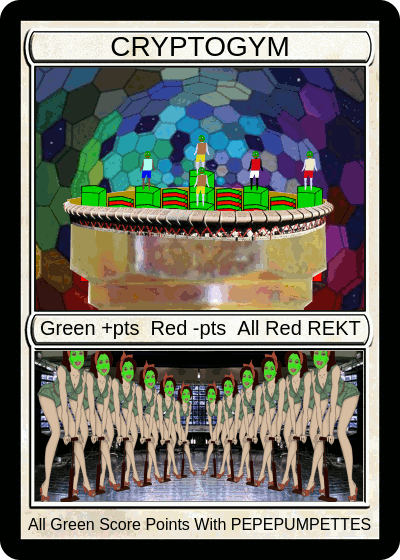 CRYPTOGYM
Green +pts Red -pts All Red REKT
All Green Score Points With PEPEPUMPETTES